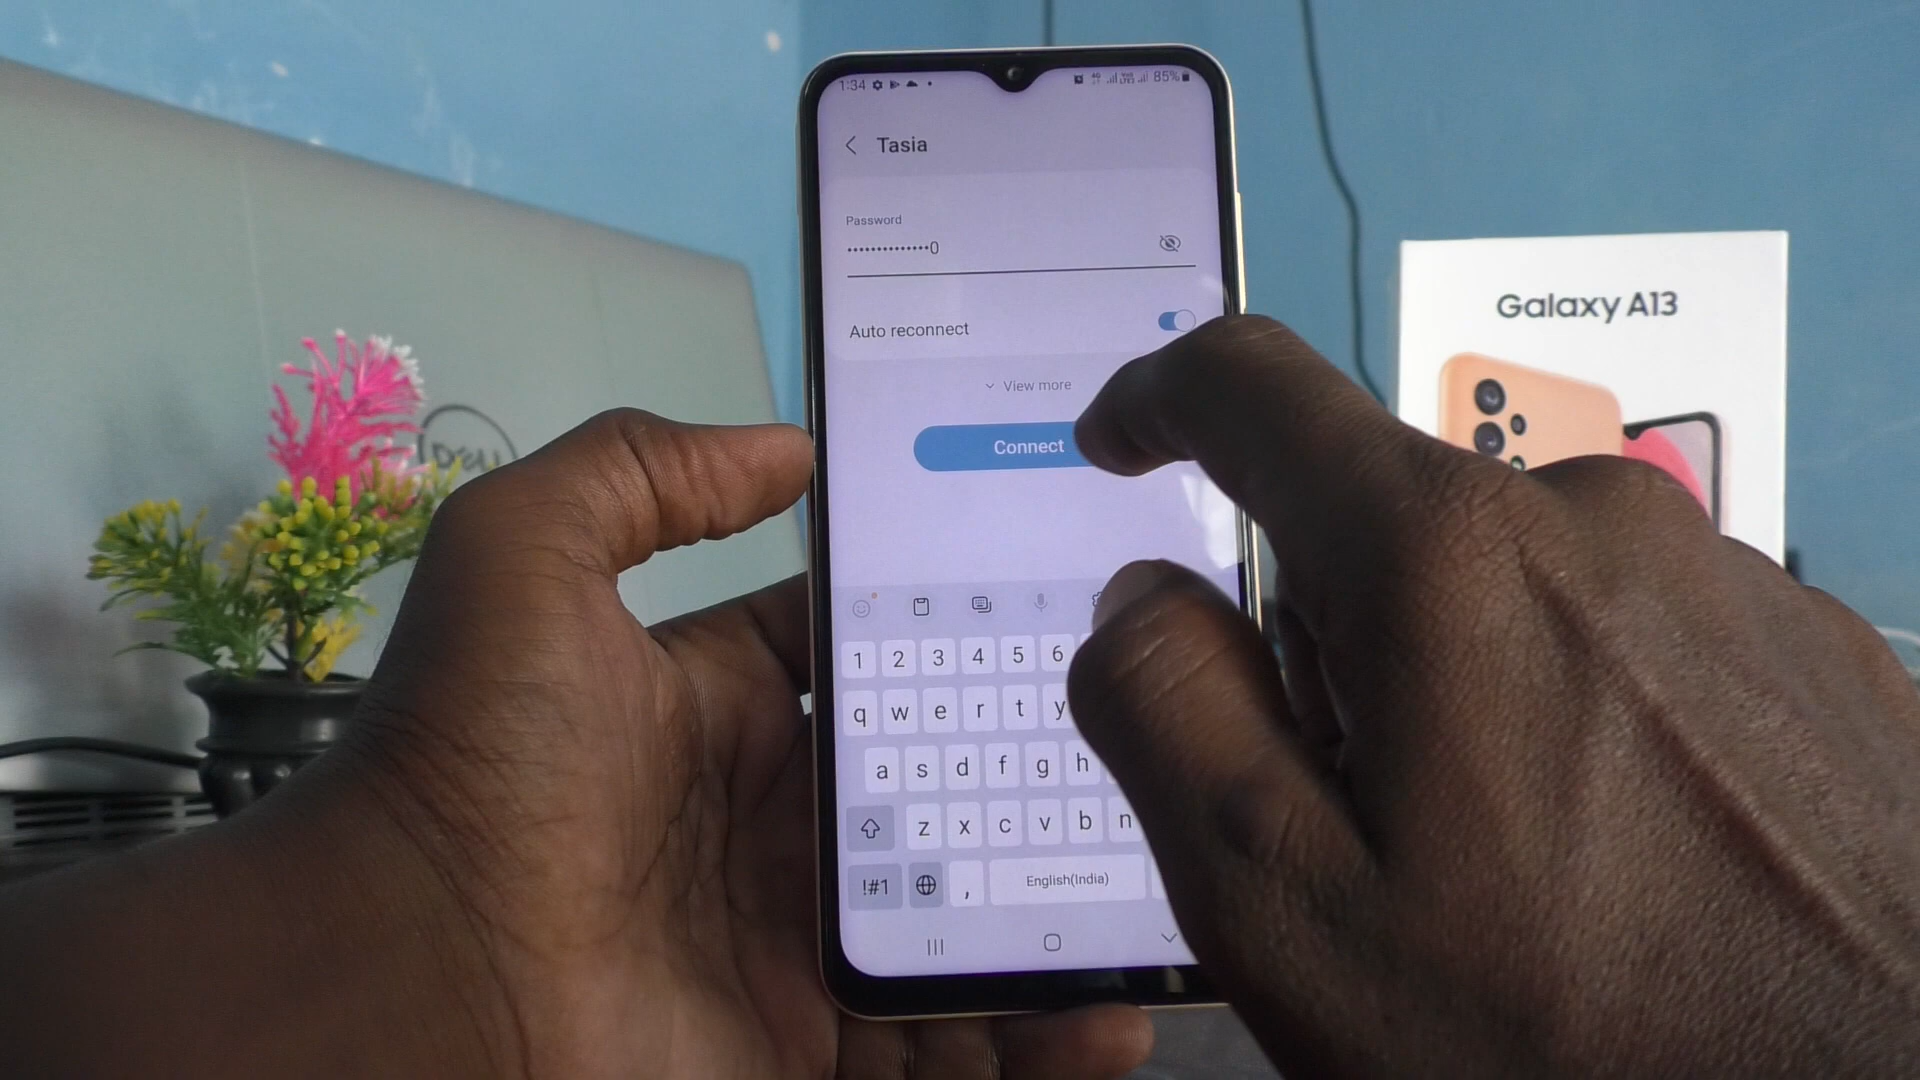 1:34 85%
Tasia
Password
••••••••••••••0
Auto reconnect
View more
Connect
1 2 3 4 5 6
q w e r t y
a s d f g h
z x c v b n
!#1 , English(India)
Galaxy A13
DELL